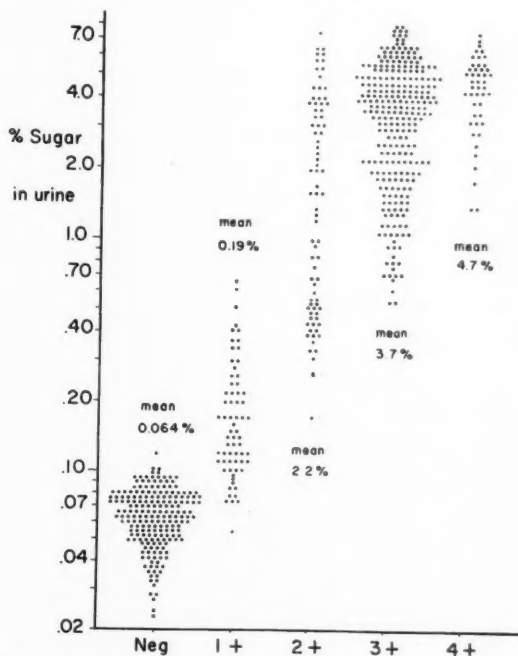 7.0
4.0
% Sugar
2.0
in urine
mean
0.19%
1.0
.70
mean
4.7%
.40
mean
3.7%
.20
mean
0.064%
mean
2.2%
.10
.07
.04
.02
Neg 1+ 2+ 3+ 4+